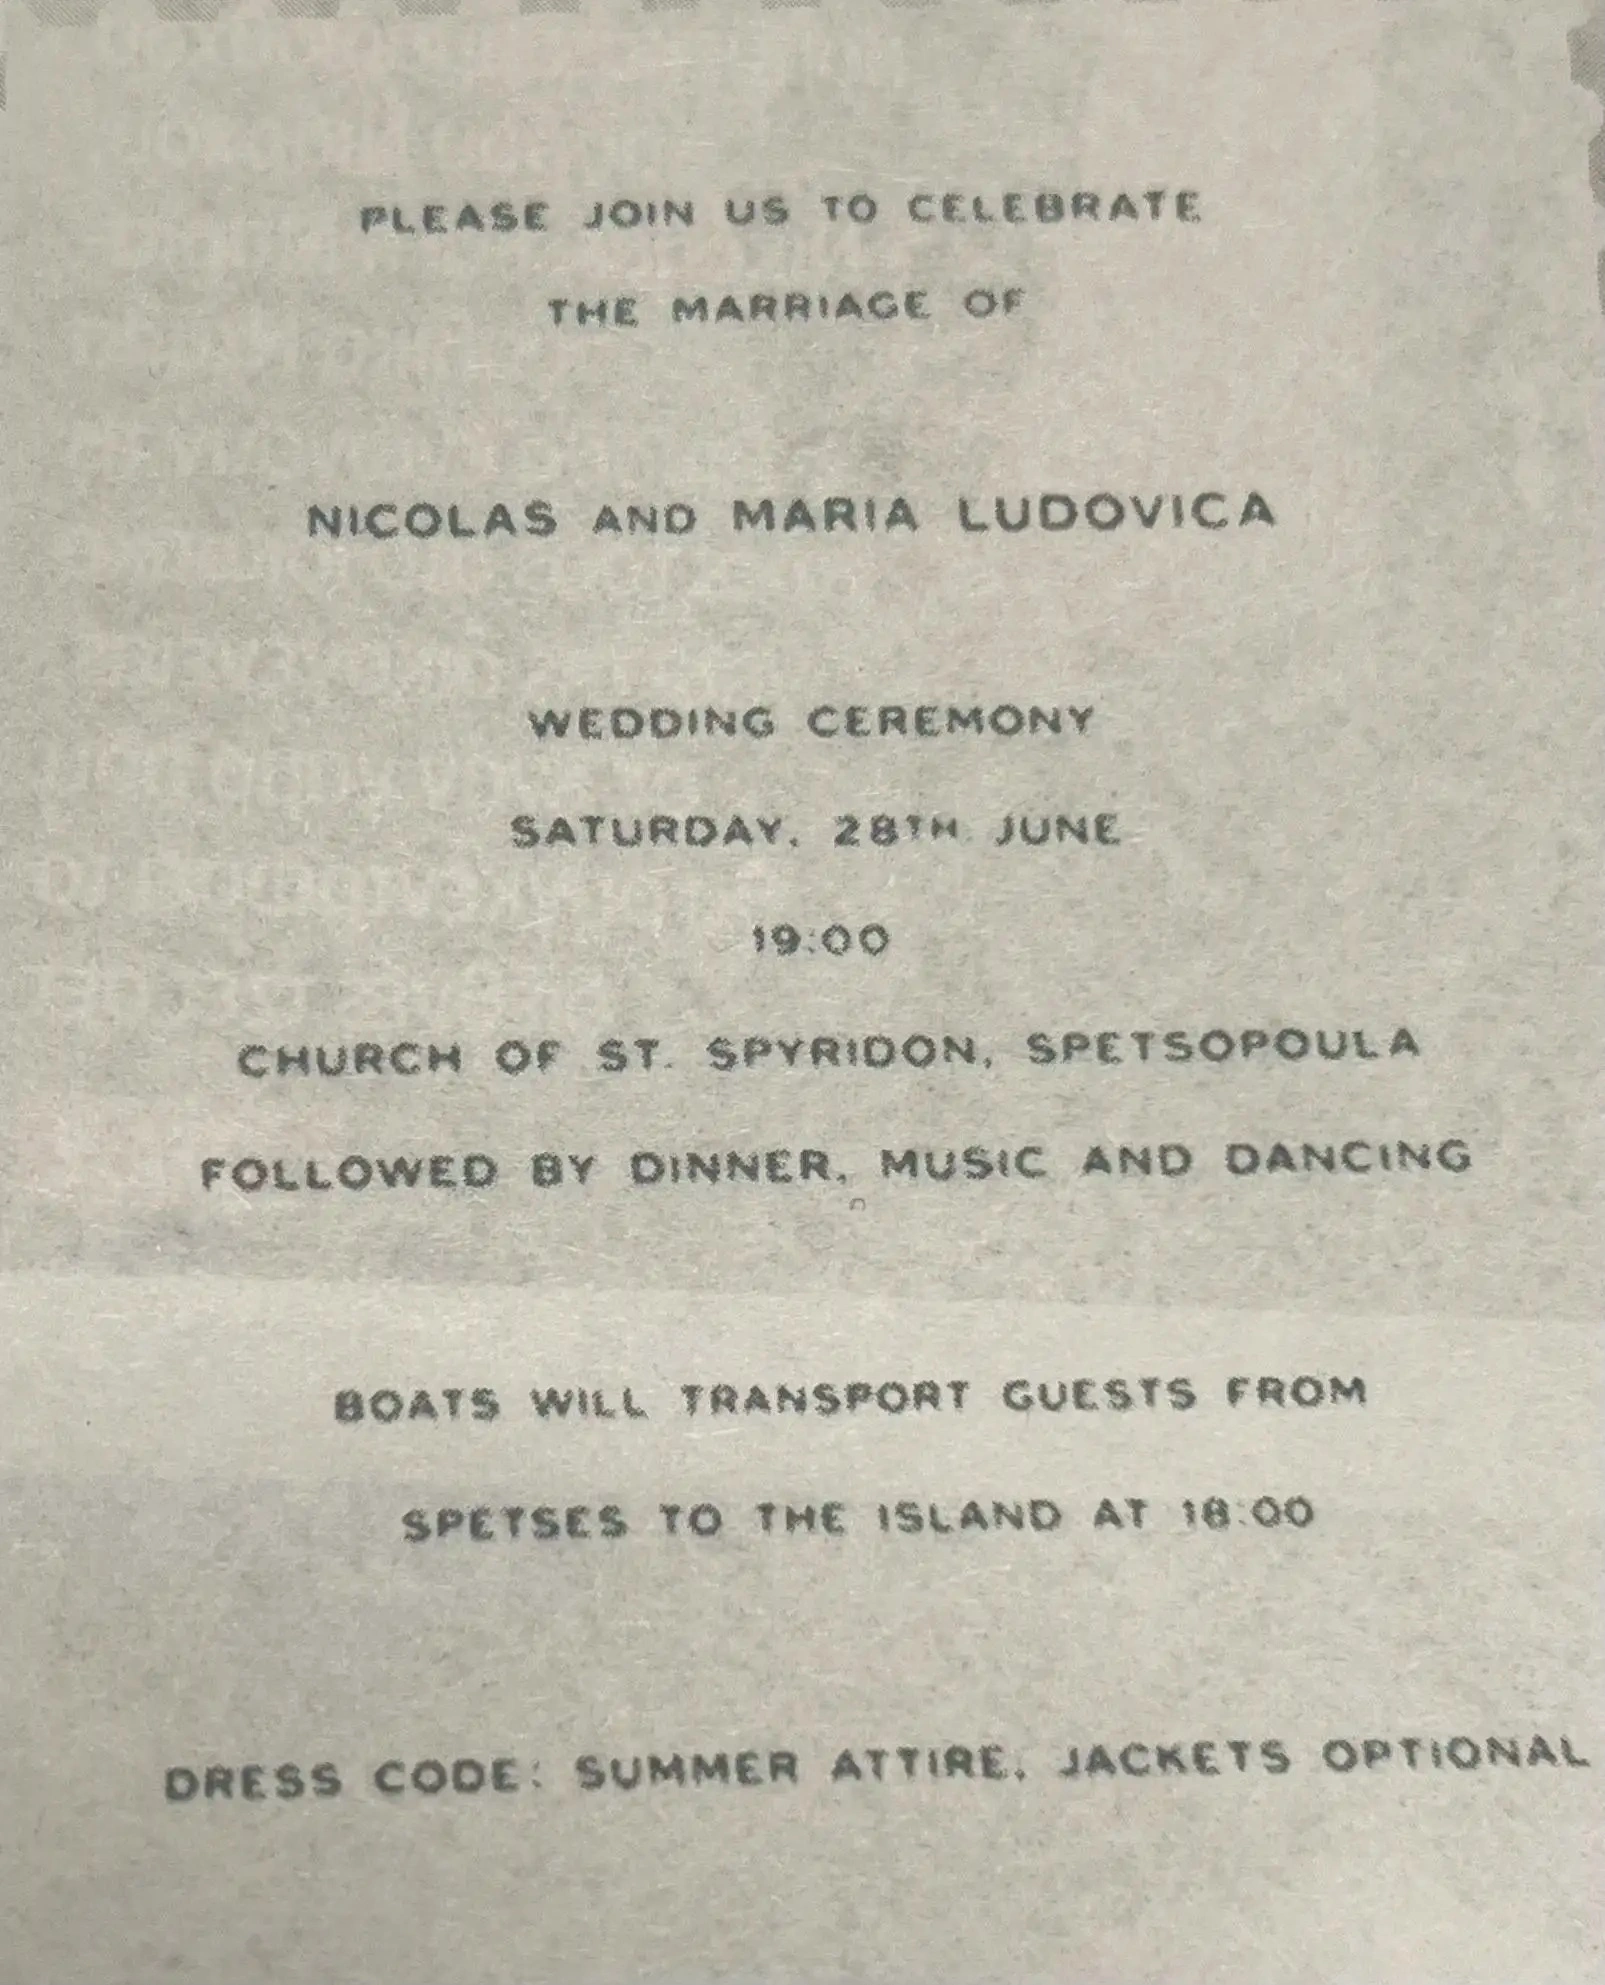 PLEASE JOIN US TO CELEBRATE
THE MARRIAGE OF
NICOLAS AND MARIA LUDOVICA
WEDDING CEREMONY
SATURDAY, 28TH JUNE
19:00
CHURCH OF ST. SPYRIDON, SPETSOPOULA
FOLLOWED BY DINNER, MUSIC AND DANCING
BOATS WILL TRANSPORT GUESTS FROM
SPETSES TO THE ISLAND AT 18:00
DRESS CODE: SUMMER ATTIRE, JACKETS OPTIONAL